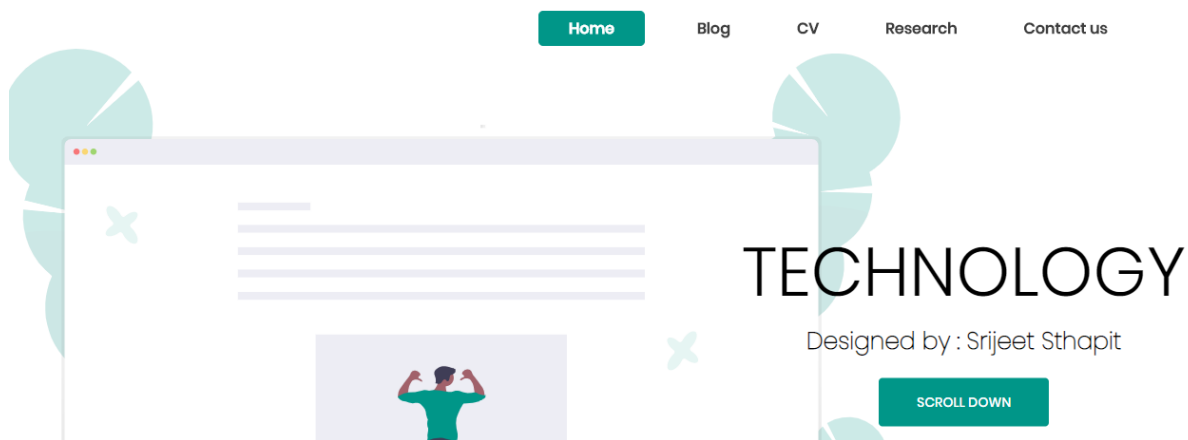 Home Blog CV Research Contact us
TECHNOLOGY
Designed by : Srijeet Sthapit
SCROLL DOWN